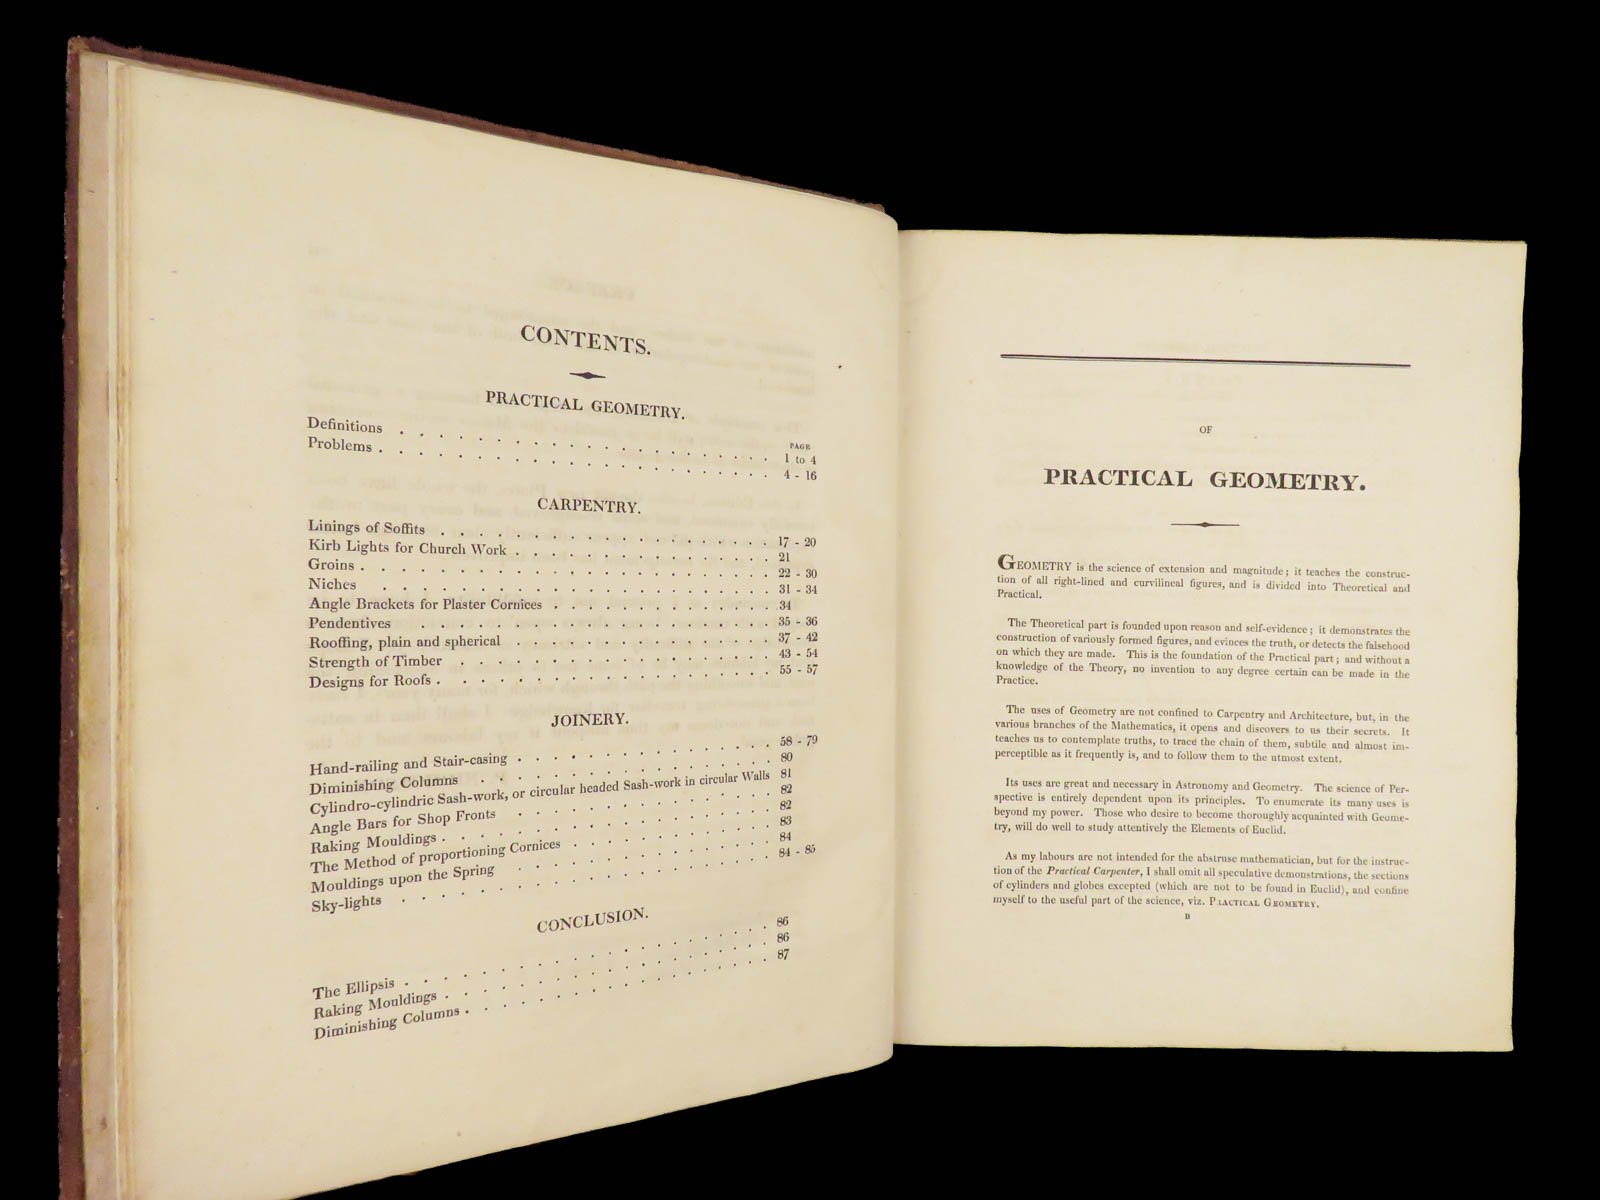 CONTENTS.
PRACTICAL GEOMETRY.
PAGE
Definitions . . . . . . . . . . . . . . . . . . . . 1 to 4
Problems . . . . . . . . . . . . . . . . . . . . 4 - 16
CARPENTRY.
Linings of Soffits . . . . . . . . . . . . . . . . . . 17 - 20
Kirb Lights for Church Work . . . . . . . . . . . . . . 21
Groins . . . . . . . . . . . . . . . . . . . . . 22 - 30
Niches . . . . . . . . . . . . . . . . . . . . . 31 - 34
Angle Brackets for Plaster Cornices . . . . . . . . . . . . 34
Pendentives . . . . . . . . . . . . . . . . . . . 35 - 36
Rooffing, plain and spherical . . . . . . . . . . . . . . 37 - 42
Strength of Timber . . . . . . . . . . . . . . . . . 43 - 54
Designs for Roofs . . . . . . . . . . . . . . . . . . 55 - 57
JOINERY.
Hand-railing and Stair-casing . . . . . . . . . . . . . . 58 - 79
Diminishing Columns . . . . . . . . . . . . . . . . 80
Cylindro-cylindric Sash-work, or circular headed Sash-work in circular Walls 81
Angle Bars for Shop Fronts . . . . . . . . . . . . . . 82
Raking Mouldings . . . . . . . . . . . . . . . . . . 82
The Method of proportioning Cornices . . . . . . . . . . . 83
Mouldings upon the Spring . . . . . . . . . . . . . . 84
Sky-lights . . . . . . . . . . . . . . . . . . . . 84 - 85
CONCLUSION.
The Ellipsis . . . . . . . . . . . . . . . . . . . 86
Raking Mouldings . . . . . . . . . . . . . . . . . 86
Diminishing Columns . . . . . . . . . . . . . . . . 87
OF
PRACTICAL GEOMETRY.
GEOMETRY is the science of extension and magnitude; it teaches the construc-
tion of all right-lined and curvilineal figures, and is divided into Theoretical and
Practical.
The Theoretical part is founded upon reason and self-evidence; it demonstrates the
construction of variously formed figures, and evinces the truth, or detects the falsehood
on which they are made. This is the foundation of the Practical part; and without a
knowledge of the Theory, no invention to any degree certain can be made in the
Practice.
The uses of Geometry are not confined to Carpentry and Architecture, but, in the
various branches of the Mathematics, it opens and discovers to us their secrets. It
teaches us to contemplate truths, to trace the chain of them, subtile and almost im-
perceptible as it frequently is, and to follow them to the utmost extent.
Its uses are great and necessary in Astronomy and Geometry. The science of Per-
spective is entirely dependent upon its principles. To enumerate its many uses is
beyond my power. Those who desire to become thoroughly acquainted with Geome-
try, will do well to study attentively the Elements of Euclid.
As my labours are not intended for the abstruse mathematician, but for the instruc-
tion of the Practical Carpenter, I shall omit all speculative demonstrations, the sections
of cylinders and globes excepted (which are not to be found in Euclid), and confine
myself to the useful part of the science, viz. PRACTICAL GEOMETRY.
B